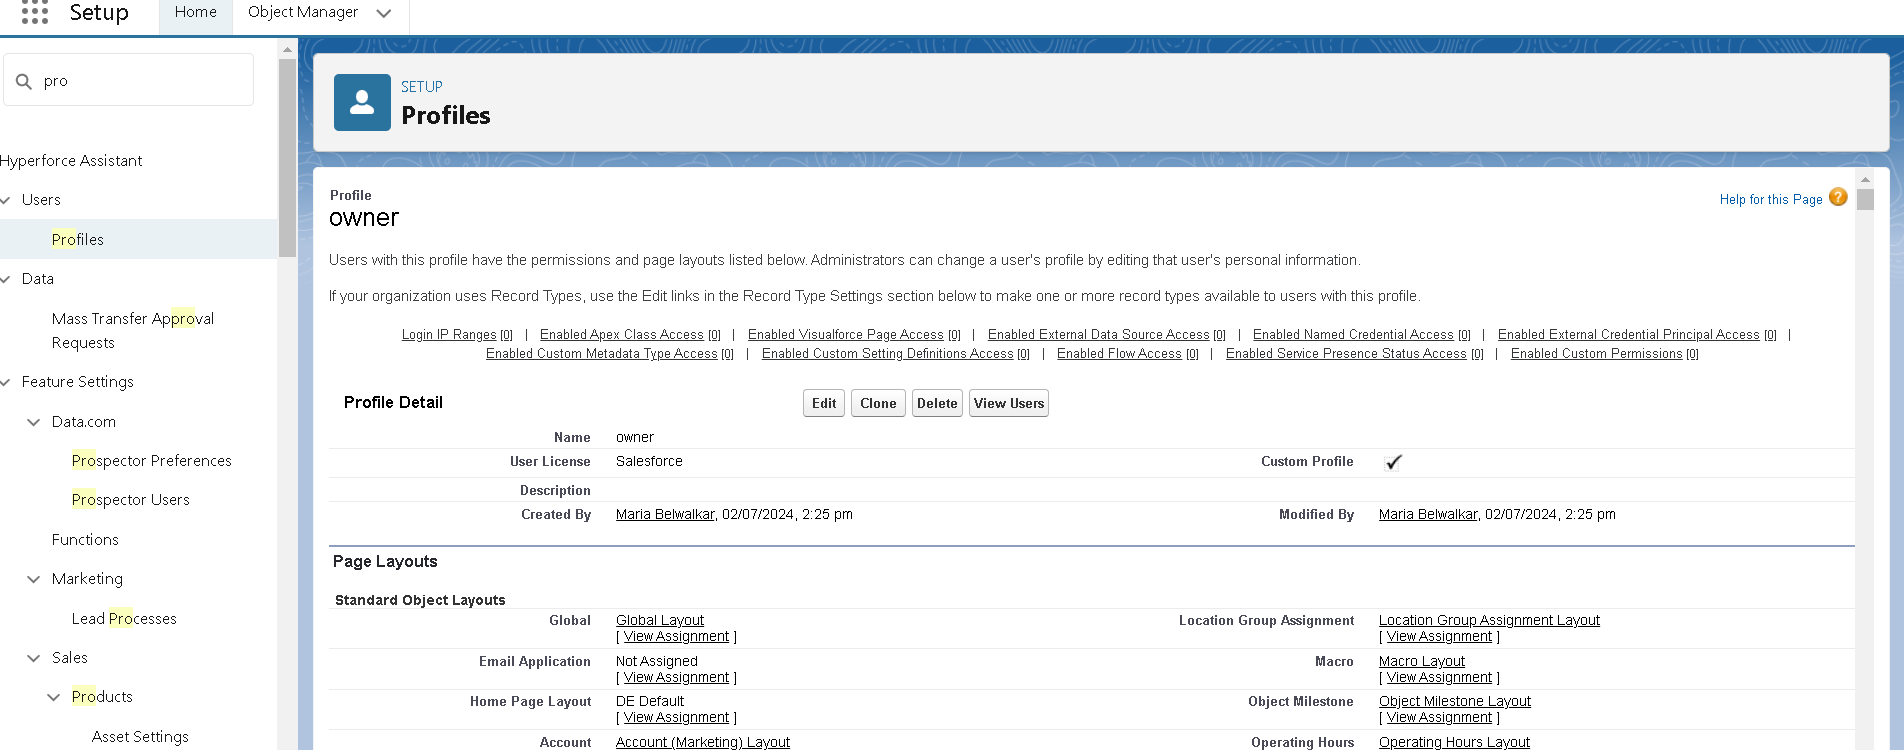 Setup
Home
Object Manager
pro
Hyperforce Assistant
Users
Profiles
Data
Mass Transfer Approval
Requests
Feature Settings
Data.com
Prospector Preferences
Prospector Users
Functions
Marketing
Lead Processes
Sales
Products
Asset Settings
SETUP
Profiles
Profile
owner
Help for this Page ?
Users with this profile have the permissions and page layouts listed below. Administrators can change a user's profile by editing that user's personal information.
If your organization uses Record Types, use the Edit links in the Record Type Settings section below to make one or more record types available to users with this profile.
Login IP Ranges [0] | Enabled Apex Class Access [0] | Enabled Visualforce Page Access [0] | Enabled External Data Source Access [0] | Enabled Named Credential Access [0] | Enabled External Credential Principal Access [0] |
Enabled Custom Metadata Type Access [0] | Enabled Custom Setting Definitions Access [0] | Enabled Flow Access [0] | Enabled Service Presence Status Access [0] | Enabled Custom Permissions [0]
Profile Detail Edit Clone Delete View Users
Name owner
User License Salesforce Custom Profile
Description
Created By Maria Belwalkar, 02/07/2024, 2:25 pm Modified By Maria Belwalkar, 02/07/2024, 2:25 pm
Page Layouts
Standard Object Layouts
Global Global Layout Location Group Assignment Location Group Assignment Layout
[ View Assignment ] [ View Assignment ]
Email Application Not Assigned Macro Macro Layout
[ View Assignment ] [ View Assignment ]
Home Page Layout DE Default Object Milestone Object Milestone Layout
[ View Assignment ] [ View Assignment ]
Account Account (Marketing) Layout Operating Hours Operating Hours Layout